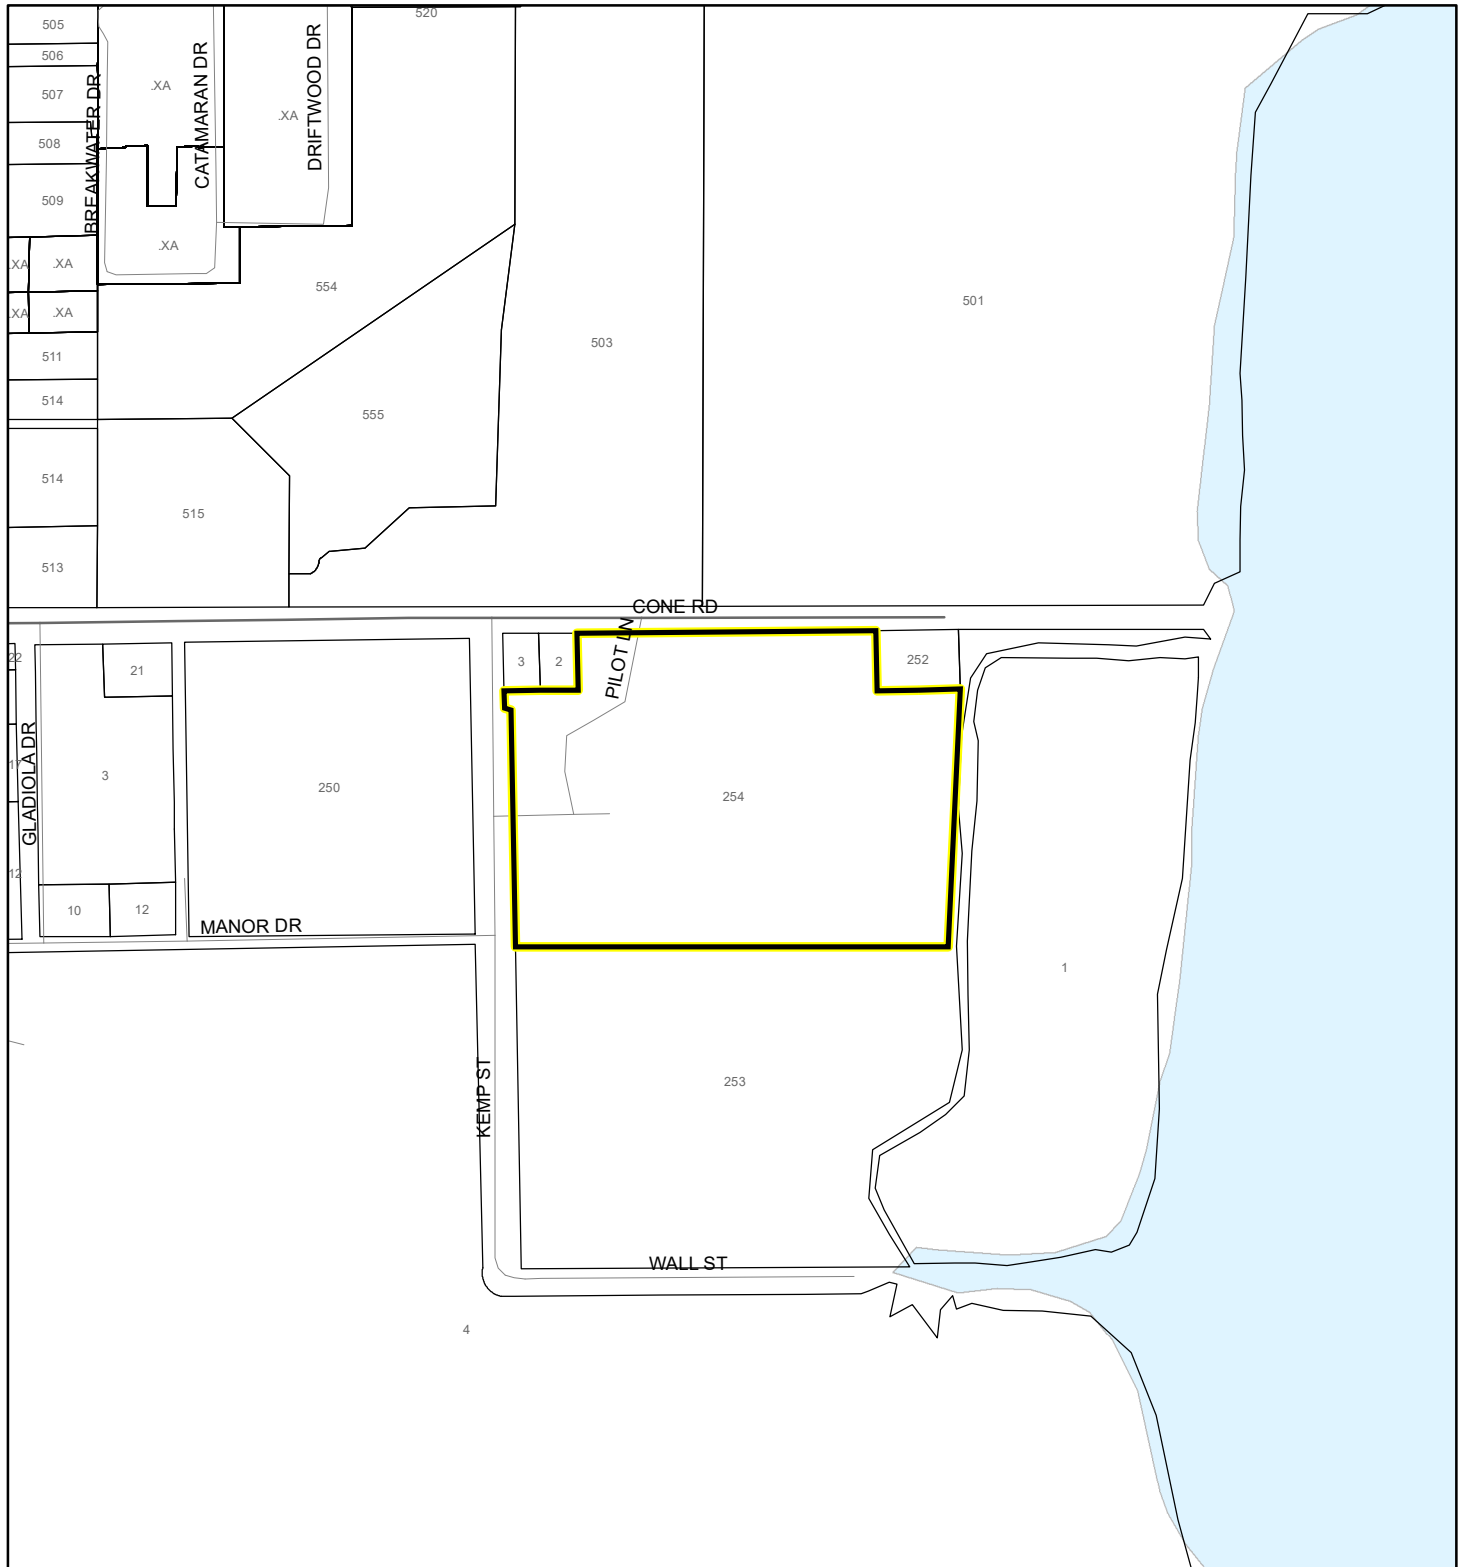 520
505
506
507
508
509
BREAKWATER DR
.XA
CATAMARAN DR
.XA
DRIFTWOOD DR
.XA
.XA
.XA
.XA
.XA
554
501
503
511
514
555
514
515
513
CONE RD
22
21
3
2
PILOT LN
252
GLADIOLA DR
17
3
250
254
12
10
12
MANOR DR
1
253
KEMP ST
WALL ST
4